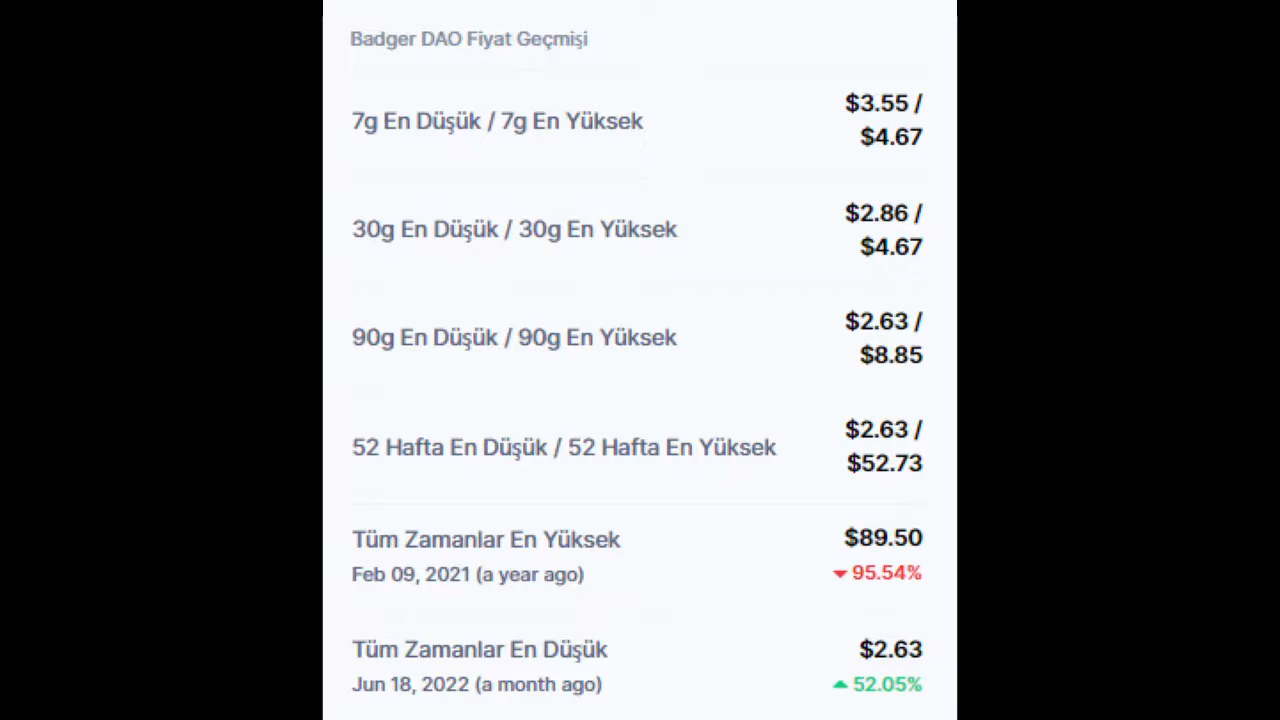 Badger DAO Fiyat Geçmişi
7g En Düşük / 7g En Yüksek
$3.55 /
$4.67
30g En Düşük / 30g En Yüksek
$2.86 /
$4.67
90g En Düşük / 90g En Yüksek
$2.63 /
$8.85
52 Hafta En Düşük / 52 Hafta En Yüksek
$2.63 /
$52.73
Tüm Zamanlar En Yüksek
$89.50
Feb 09, 2021 (a year ago)
95.54%
Tüm Zamanlar En Düşük
$2.63
Jun 18, 2022 (a month ago)
52.05%